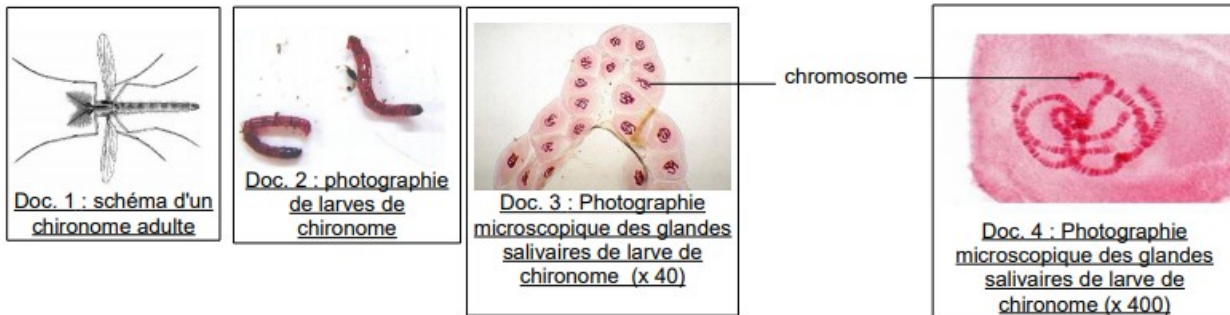 Doc. 1 : schéma d'un
chironome adulte
Doc. 2 : photographie
de larves de
chironome
Doc. 3 : Photographie
microscopique des glandes
salivaires de larve de
chironome (x 40)
chromosome
Doc. 4 : Photographie
microscopique des glandes
salivaires de larve de
chironome (x 400)